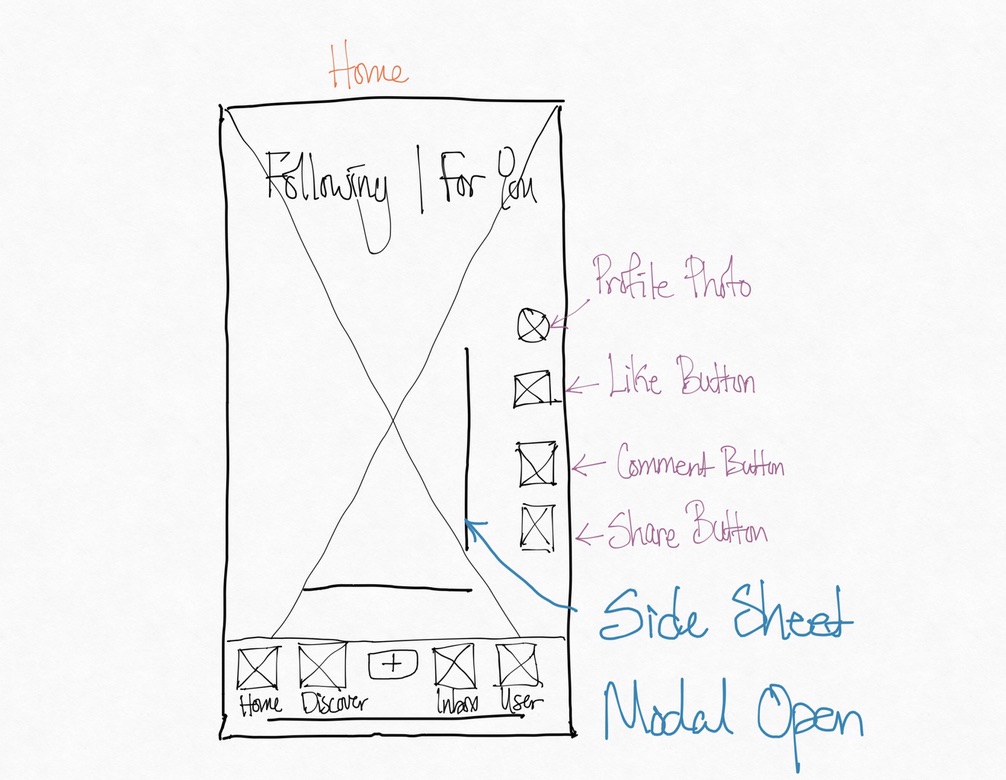 Home
Following | For You
Profile Photo
Like Button
Comment Button
Share Button
Side Sheet
Modal Open
+
Home Discover Inbox User